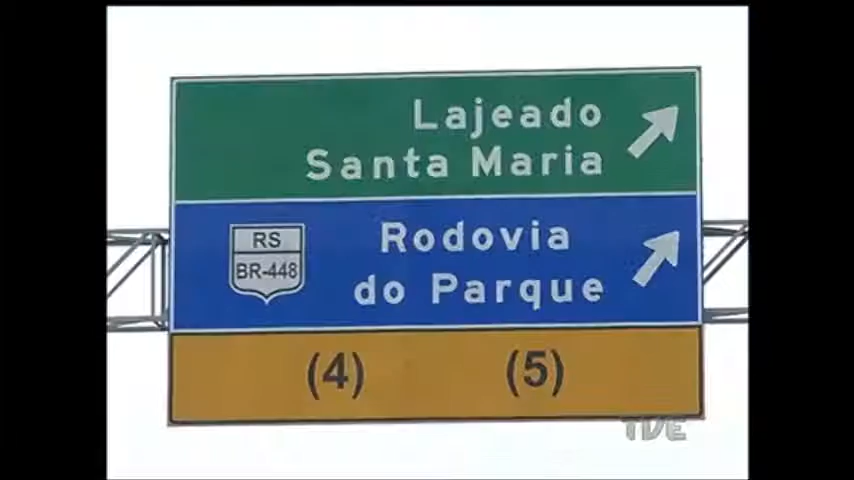 Lajeado
Santa Maria
RS
BR-448
Rodovia
do Parque
(4) (5)
TVE